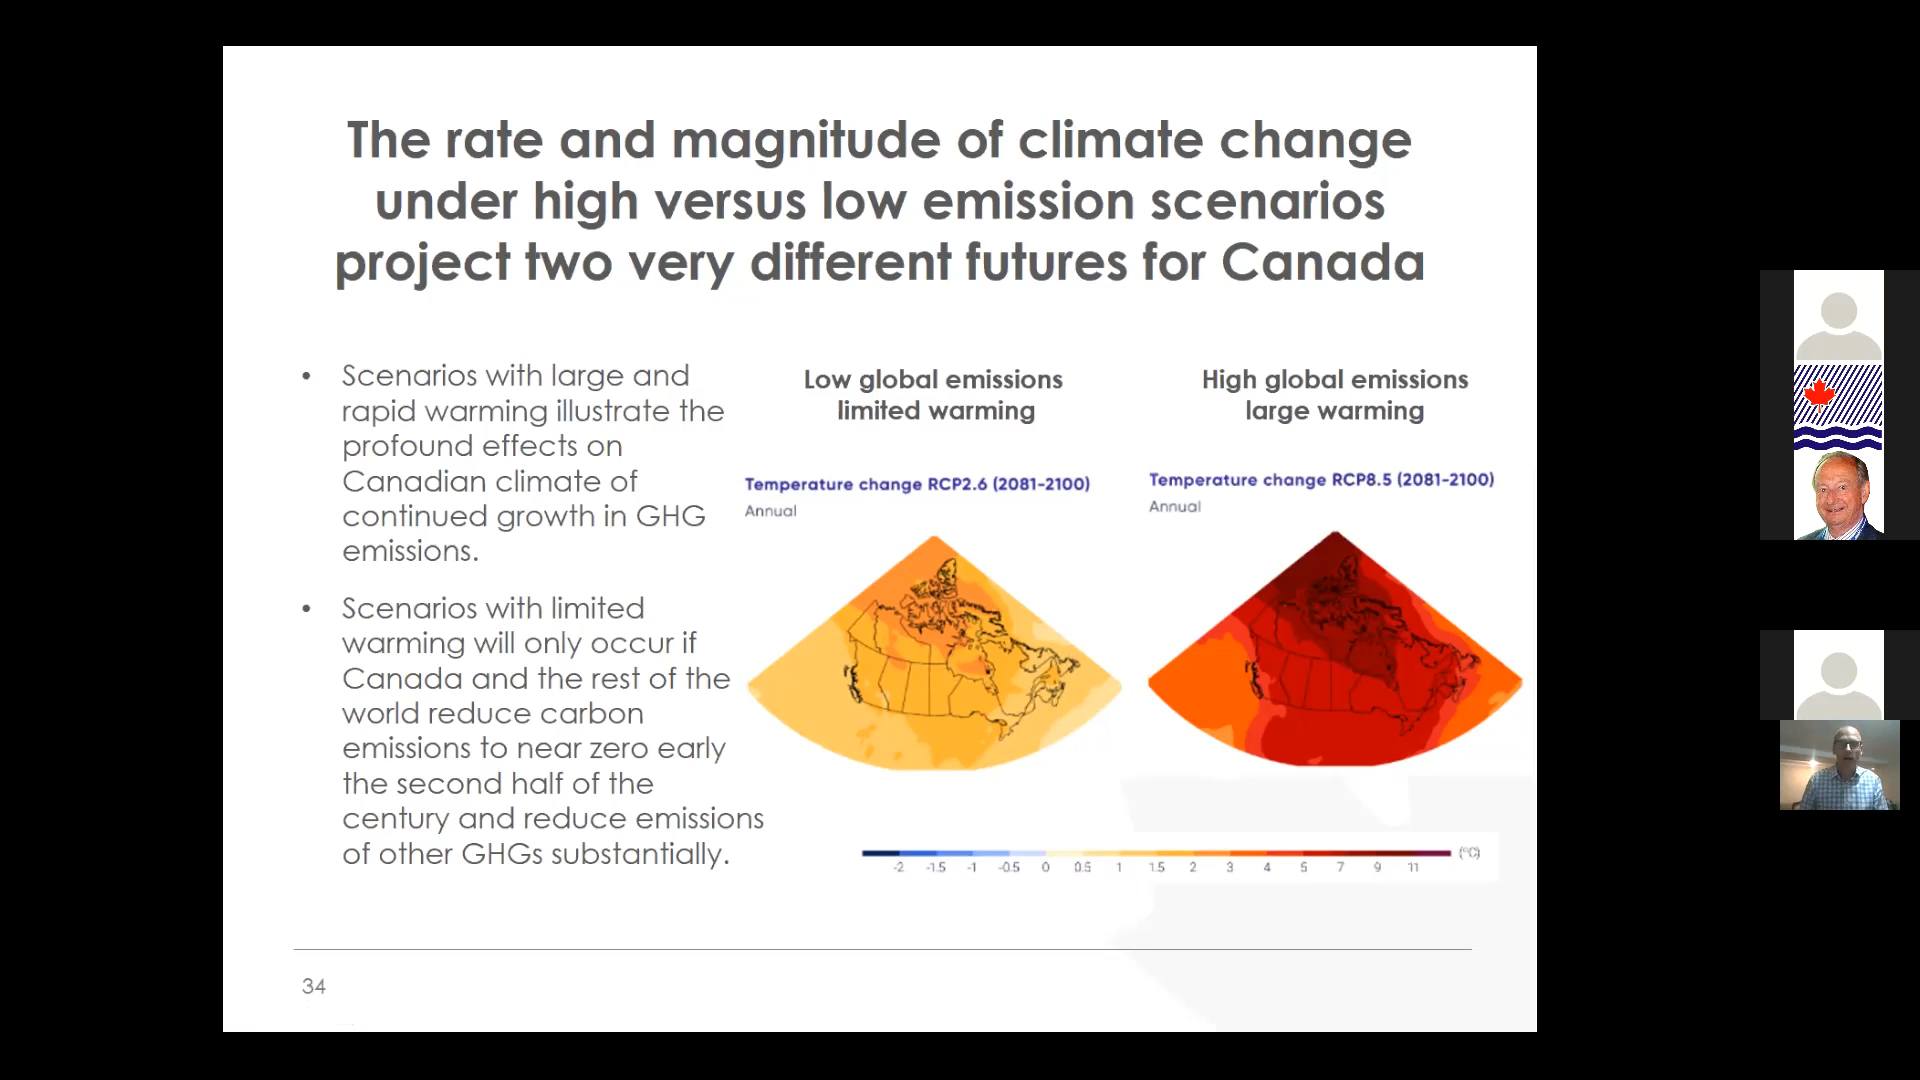 The rate and magnitude of climate change
under high versus low emission scenarios
project two very different futures for Canada
• Scenarios with large and
rapid warming illustrate the
profound effects on
Canadian climate of
continued growth in GHG
emissions.
• Scenarios with limited
warming will only occur if
Canada and the rest of the
world reduce carbon
emissions to near zero early
the second half of the
century and reduce emissions
of other GHGs substantially.
Low global emissions
limited warming
Temperature change RCP2.6 (2081-2100)
Annual
High global emissions
large warming
Temperature change RCP8.5 (2081-2100)
Annual
-2 -1.5 -1 -0.5 0 0.5 1 1.5 2 3 4 5 7 9 11 (°C)
34